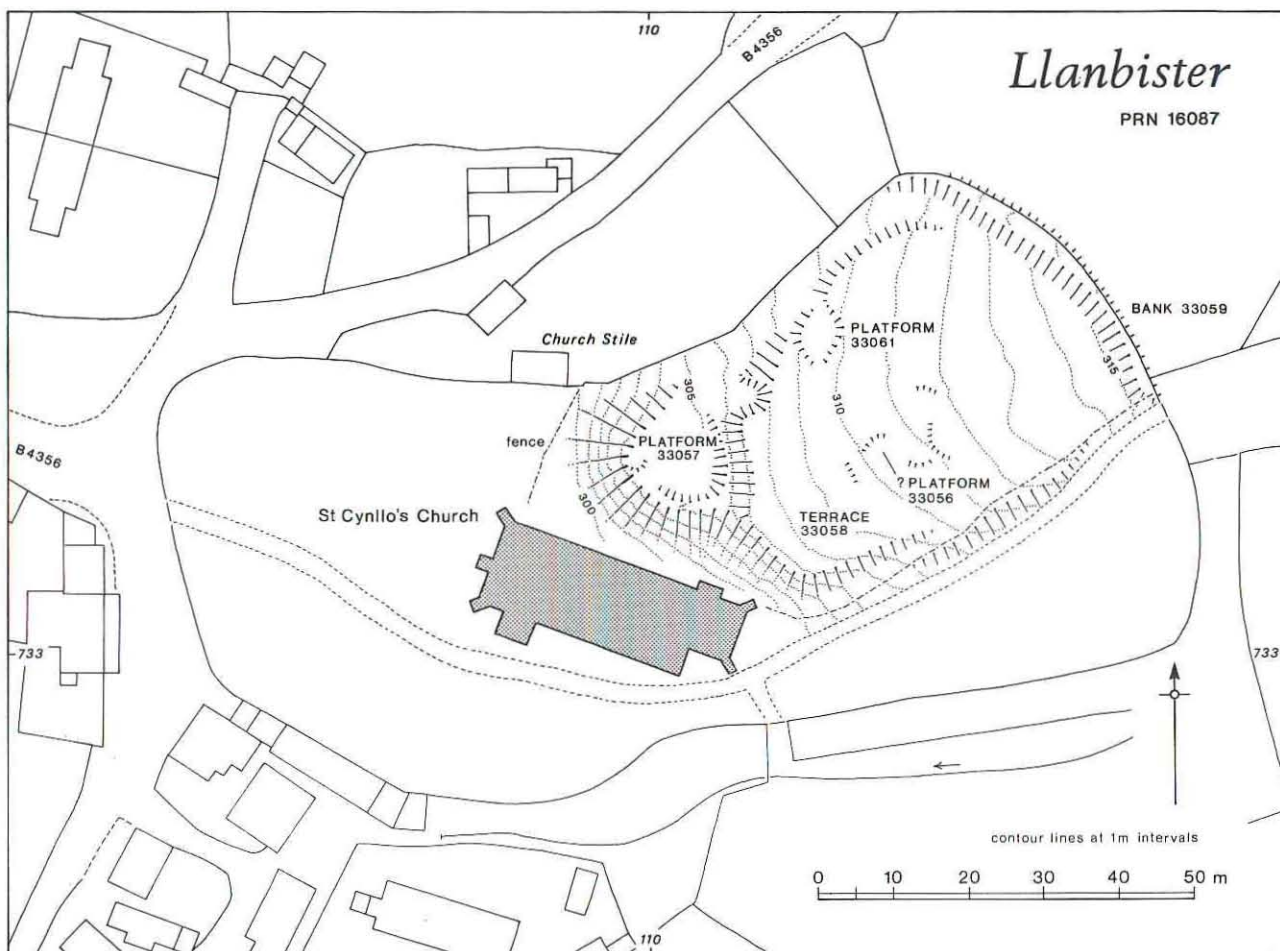 110
B4356
Llanbister
PRN 16087
BANK 33059
Church Stile
PLATFORM
33061
305
310
315
fence
PLATFORM
33057
B4356
? PLATFORM
33056
300
St Cynllo's Church
TERRACE
33058
733
733
contour lines at 1m intervals
0 10 20 30 40 50 m
110